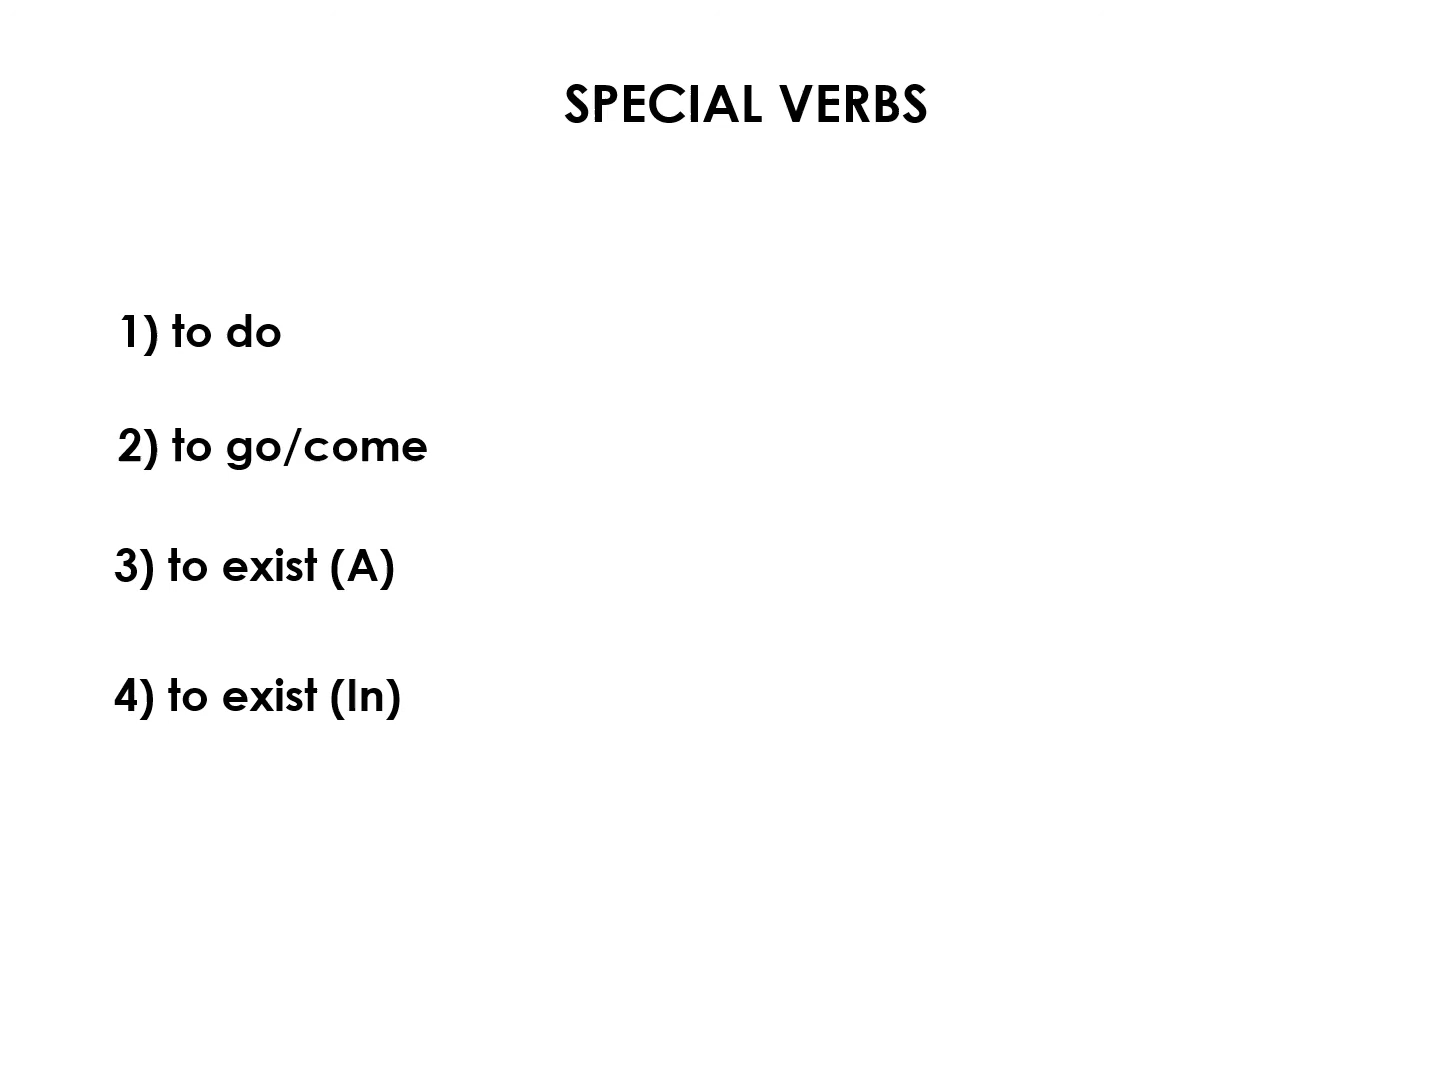 SPECIAL VERBS
1) to do
2) to go/come
3) to exist (A)
4) to exist (In)